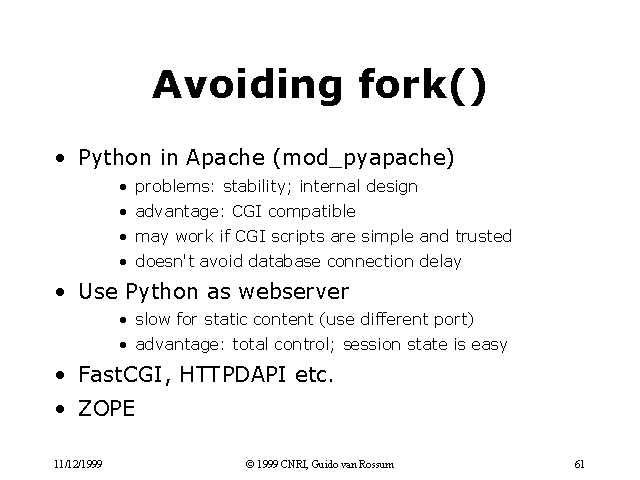 Avoiding fork()
• Python in Apache (mod_pyapache)
• problems: stability; internal design
• advantage: CGI compatible
• may work if CGI scripts are simple and trusted
• doesn't avoid database connection delay
• Use Python as webserver
• slow for static content (use different port)
• advantage: total control; session state is easy
• Fast.CGI, HTTPDAPI etc.
• ZOPE
11/12/1999 © 1999 CNRI, Guido van Rossum 61